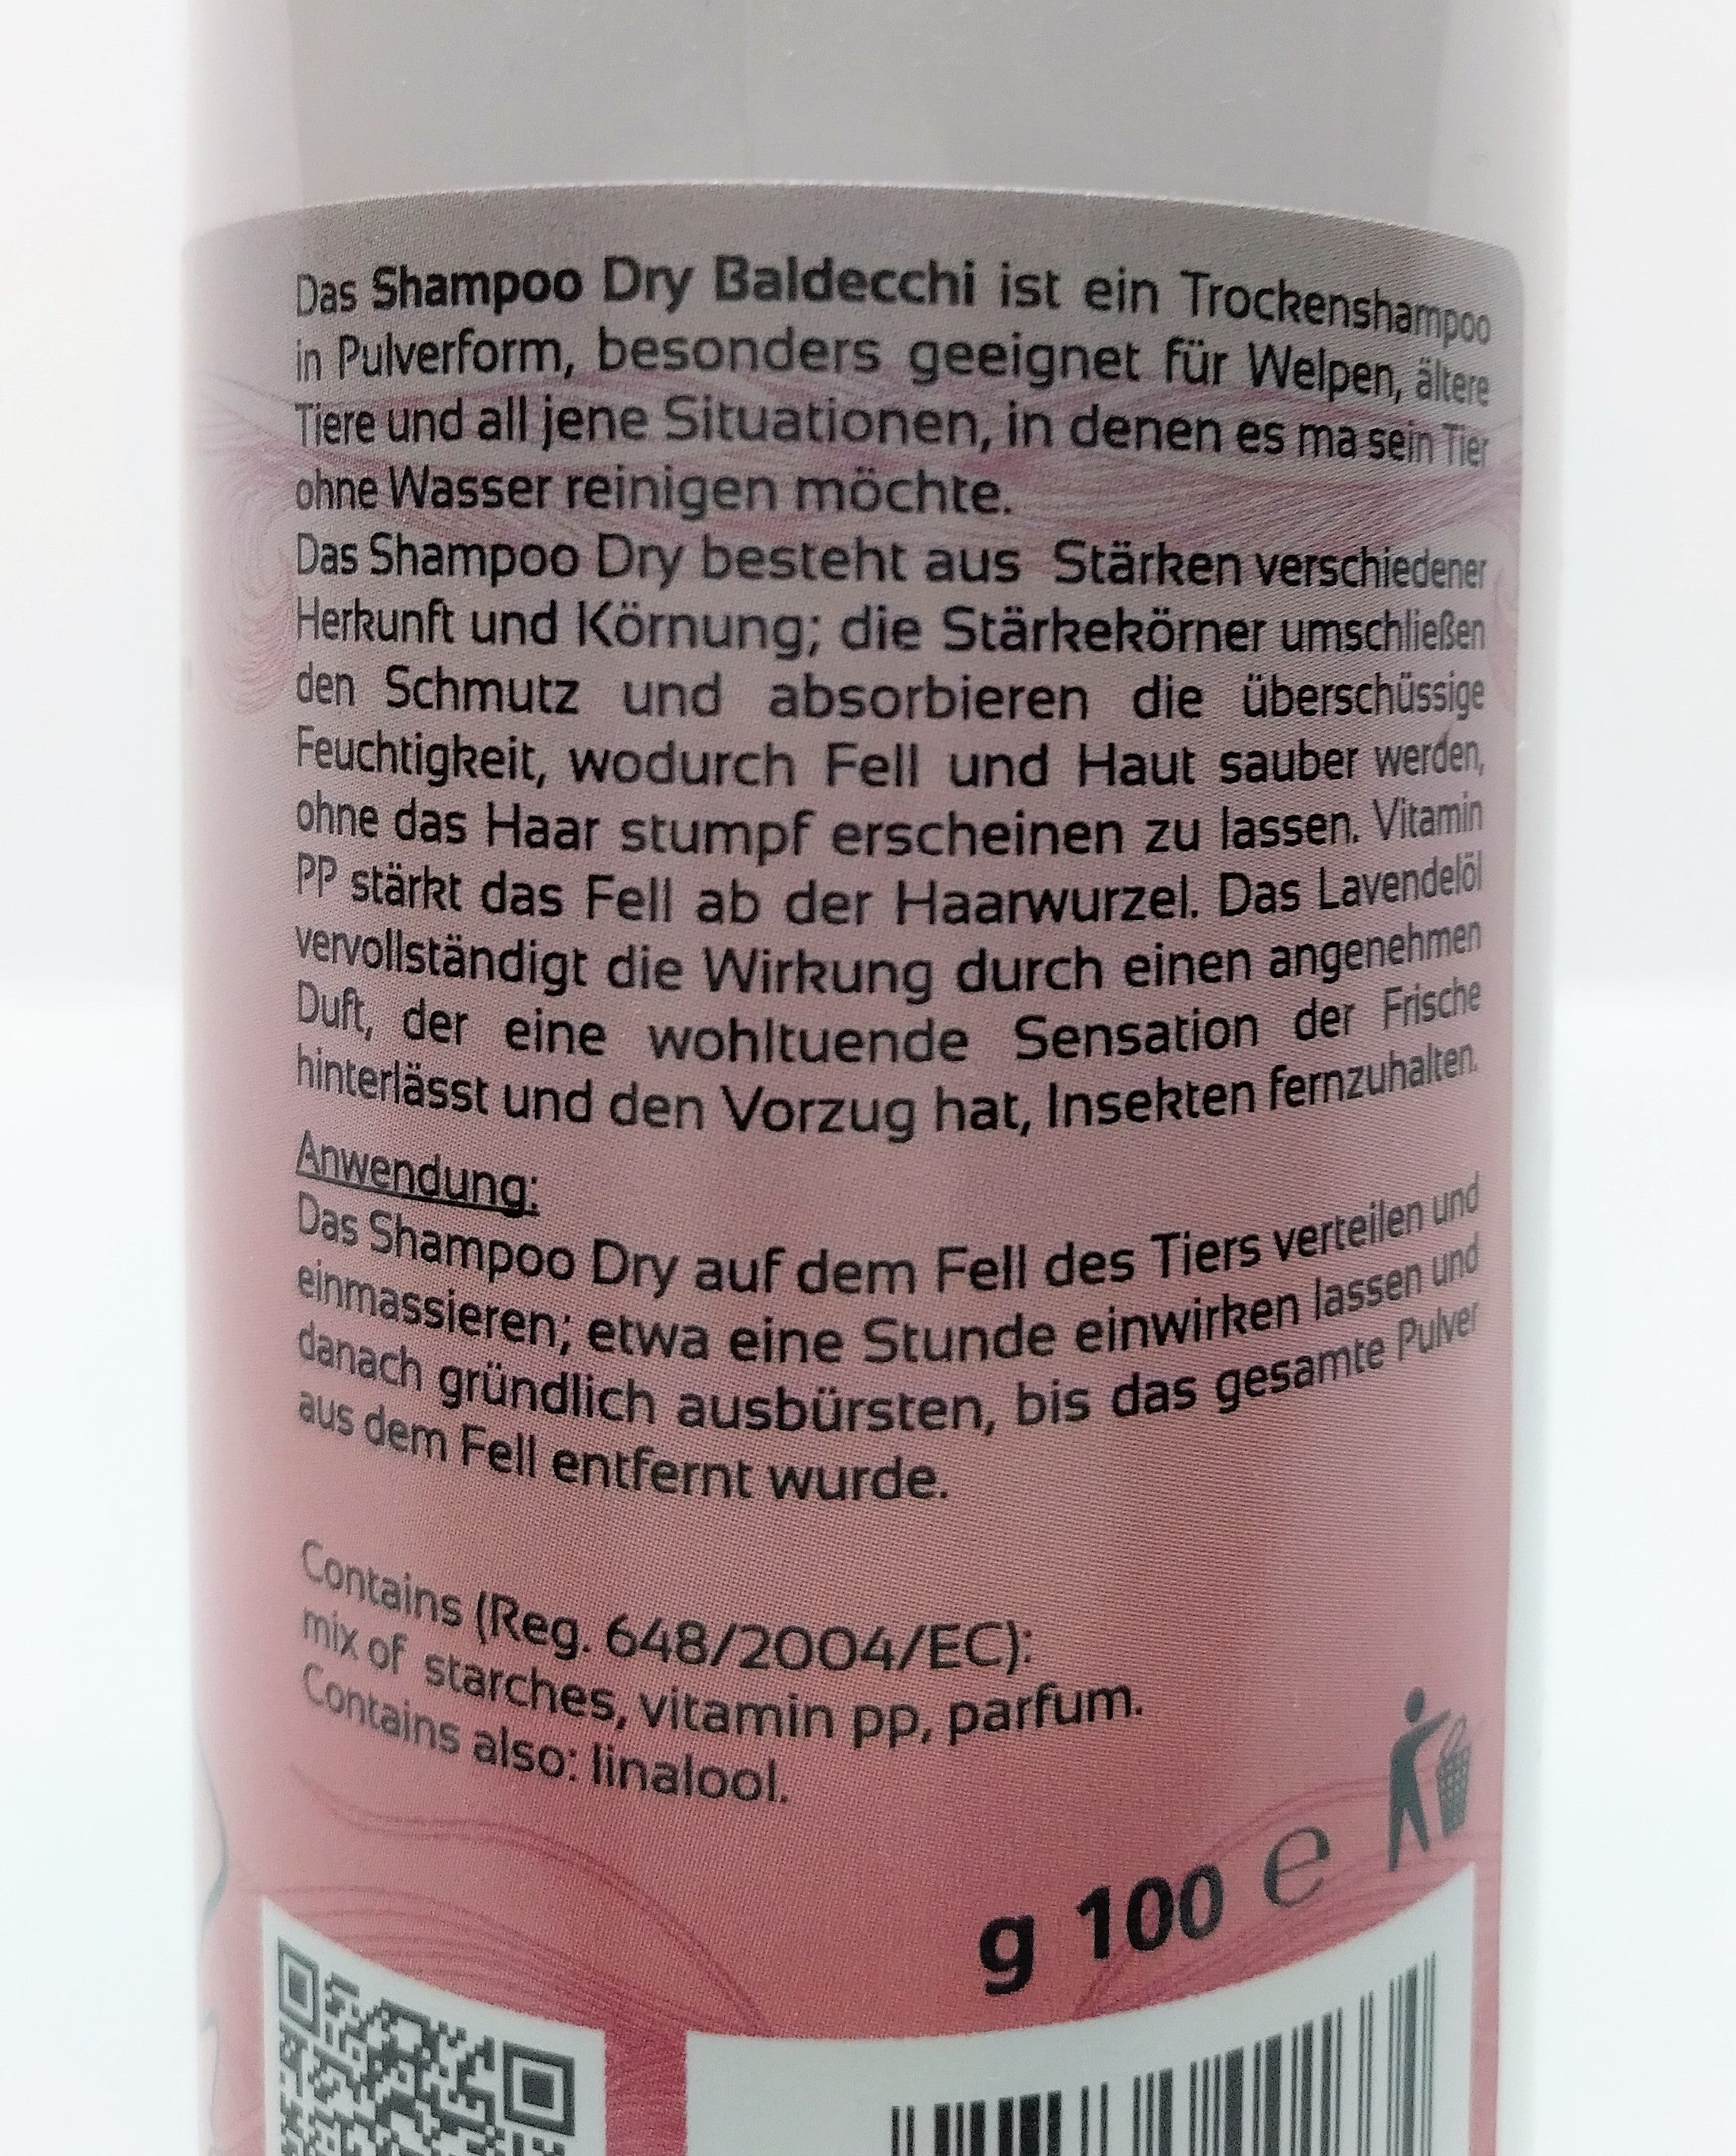 Das Shampoo Dry Baldecchi ist ein Trockenshampoo
in Pulverform, besonders geeignet für Welpen, ältere
Tiere und all jene Situationen, in denen es ma sein Tier
ohne Wasser reinigen möchte.
Das Shampoo Dry besteht aus Stärken verschiedener
Herkunft und Körnung; die Stärkekörner umschließen
den Schmutz und absorbieren die überschüssige
Feuchtigkeit, wodurch Fell und Haut sauber werden,
ohne das Haar stumpf erscheinen zu lassen. Vitamin
PP stärkt das Fell ab der Haarwurzel. Das Lavendelöl
vervollständigt die Wirkung durch einen angenehmen
Duft, der eine wohltuende Sensation der Frische
hinterlässt und den Vorzug hat, Insekten fernzuhalten.
Anwendung:
Das Shampoo Dry auf dem Fell des Tiers verteilen und
einmassieren; etwa eine Stunde einwirken lassen und
danach gründlich ausbürsten, bis das gesamte Pulver
aus dem Fell entfernt wurde.
Contains (Reg. 648/2004/EC):
mix of starches, vitamin pp, parfum.
Contains also: linalool.
g 100 ℮